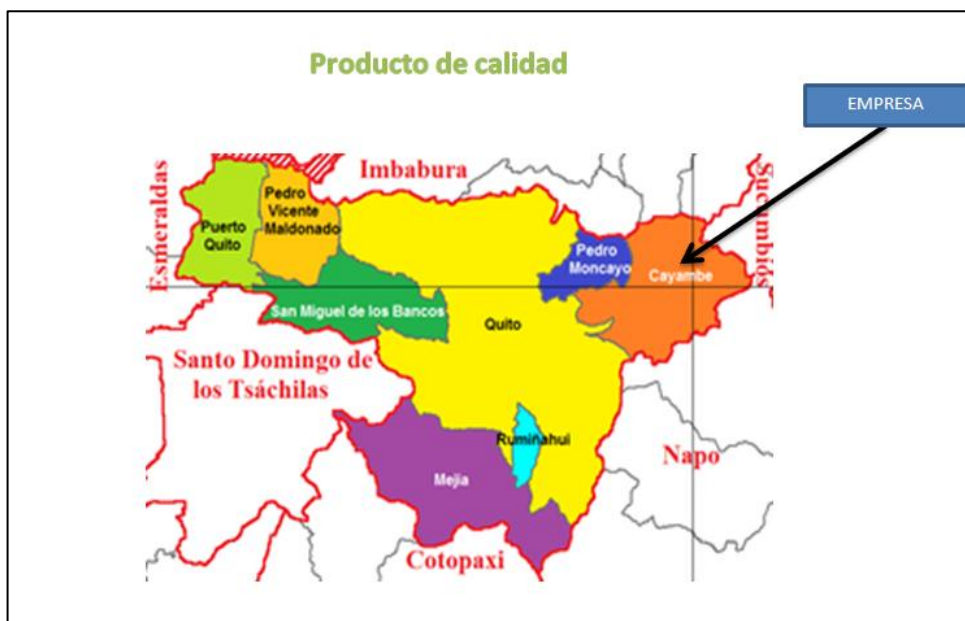 Producto de calidad
EMPRESA
Imbabura
Sucumbíos
Esmeraldas
Pedro
Vicente
Maldonado
Puerto
Quito
Pedro
Moncayo
Cayambe
San Miguel de los Bancos
Quito
Santo Domingo de
los Tsáchilas
Rumiñahui
Napo
Mejia
Cotopaxi